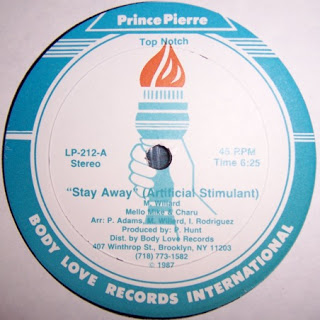 Prince Pierre
Top Notch
LP-212-A
Stereo
45 RPM
Time 6:25
"Stay Away" (Artificial Stimulant)
M. Willard
Mello Mike & Charu
Arr: P. Adams, M. Willard, I. Rodriguez
Produced by: P. Hunt
Dist. by Body Love Records
407 Winthrop St., Brooklyn, NY 11203
(718) 773-1582
© 1987
BODY LOVE RECORDS INTERNATIONAL